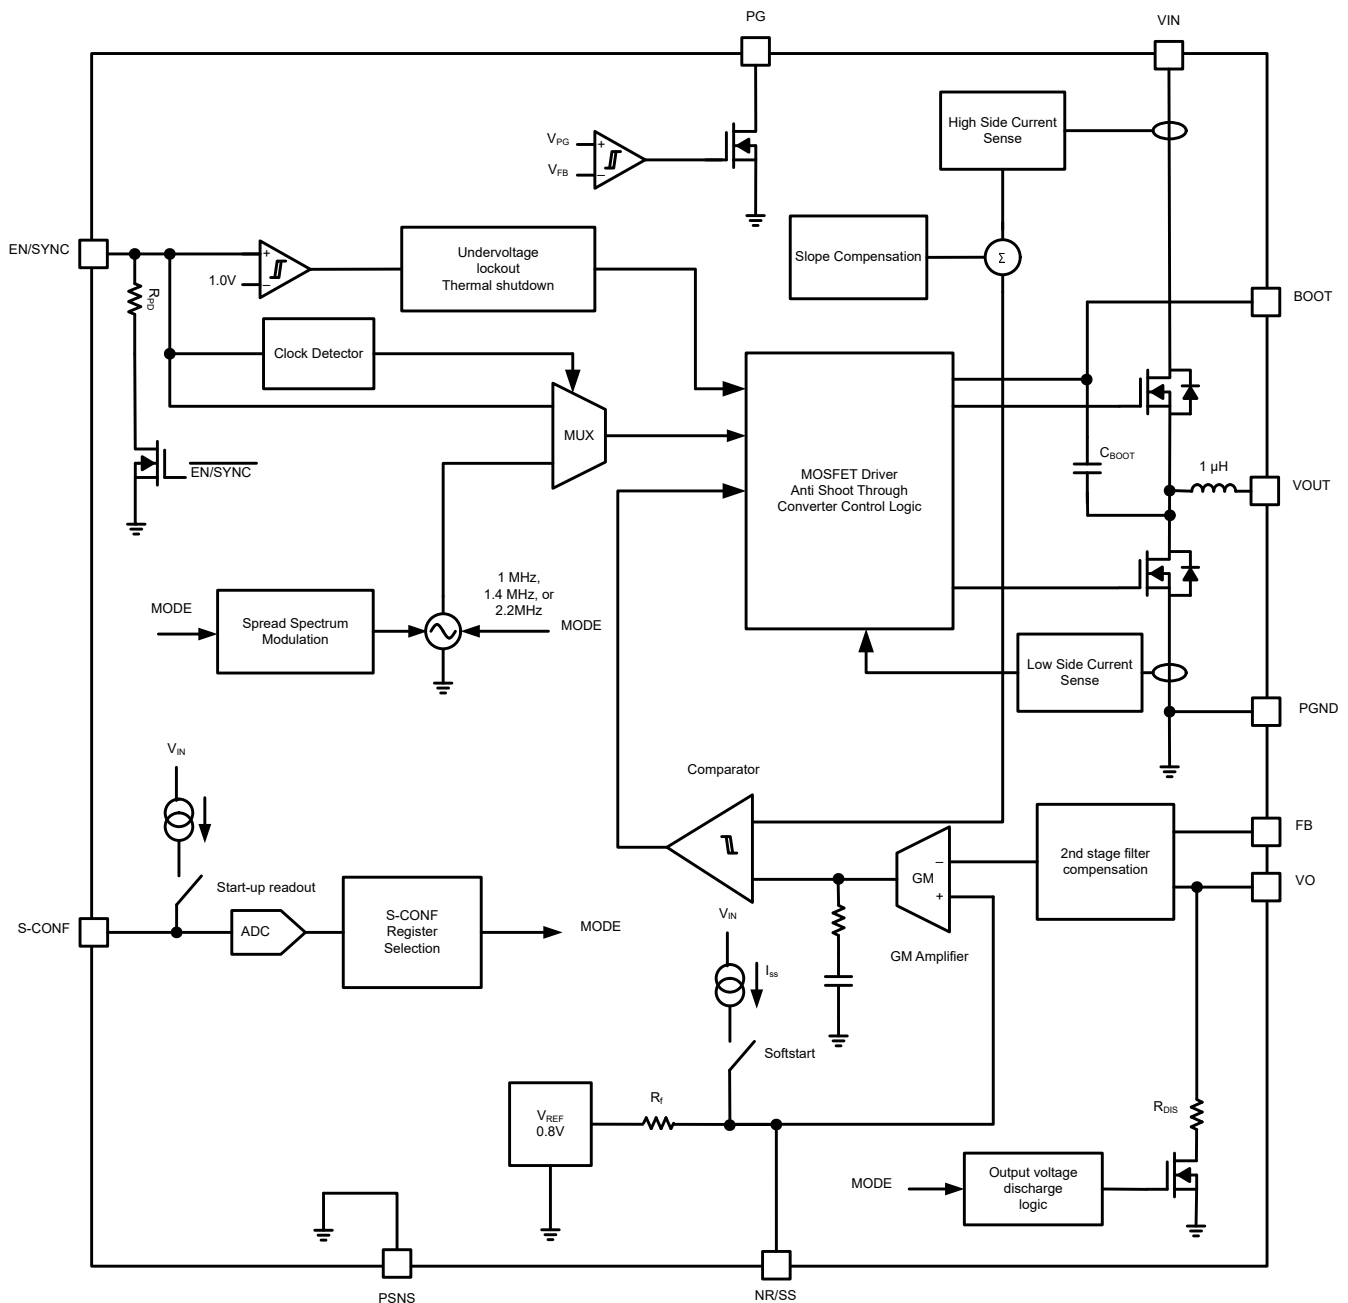 PG
VIN
High Side Current
Sense
VPG
+
VFB
–
Slope Compensation
Σ
EN/SYNC
+
1.0V
–
Undervoltage
lockout
Thermal shutdown
RPD
BOOT
Clock Detector
MUX
EN/SYNC
MOSFET Driver
Anti Shoot Through
Converter Control Logic
CBOOT
1 µH
VOUT
MODE
Spread Spectrum
Modulation
1 MHz,
1.4 MHz, or
2.2MHz
MODE
Low Side Current
Sense
PGND
VIN
Comparator
FB
VO
2nd stage filter
compensation
–
GM
+
GM Amplifier
Start-up readout
S-CONF
ADC
S-CONF
Register
Selection
MODE
VIN
Iss
Softstart
VREF
0.8V
Rf
RDIS
MODE
Output voltage
discharge
logic
PSNS
NR/SS